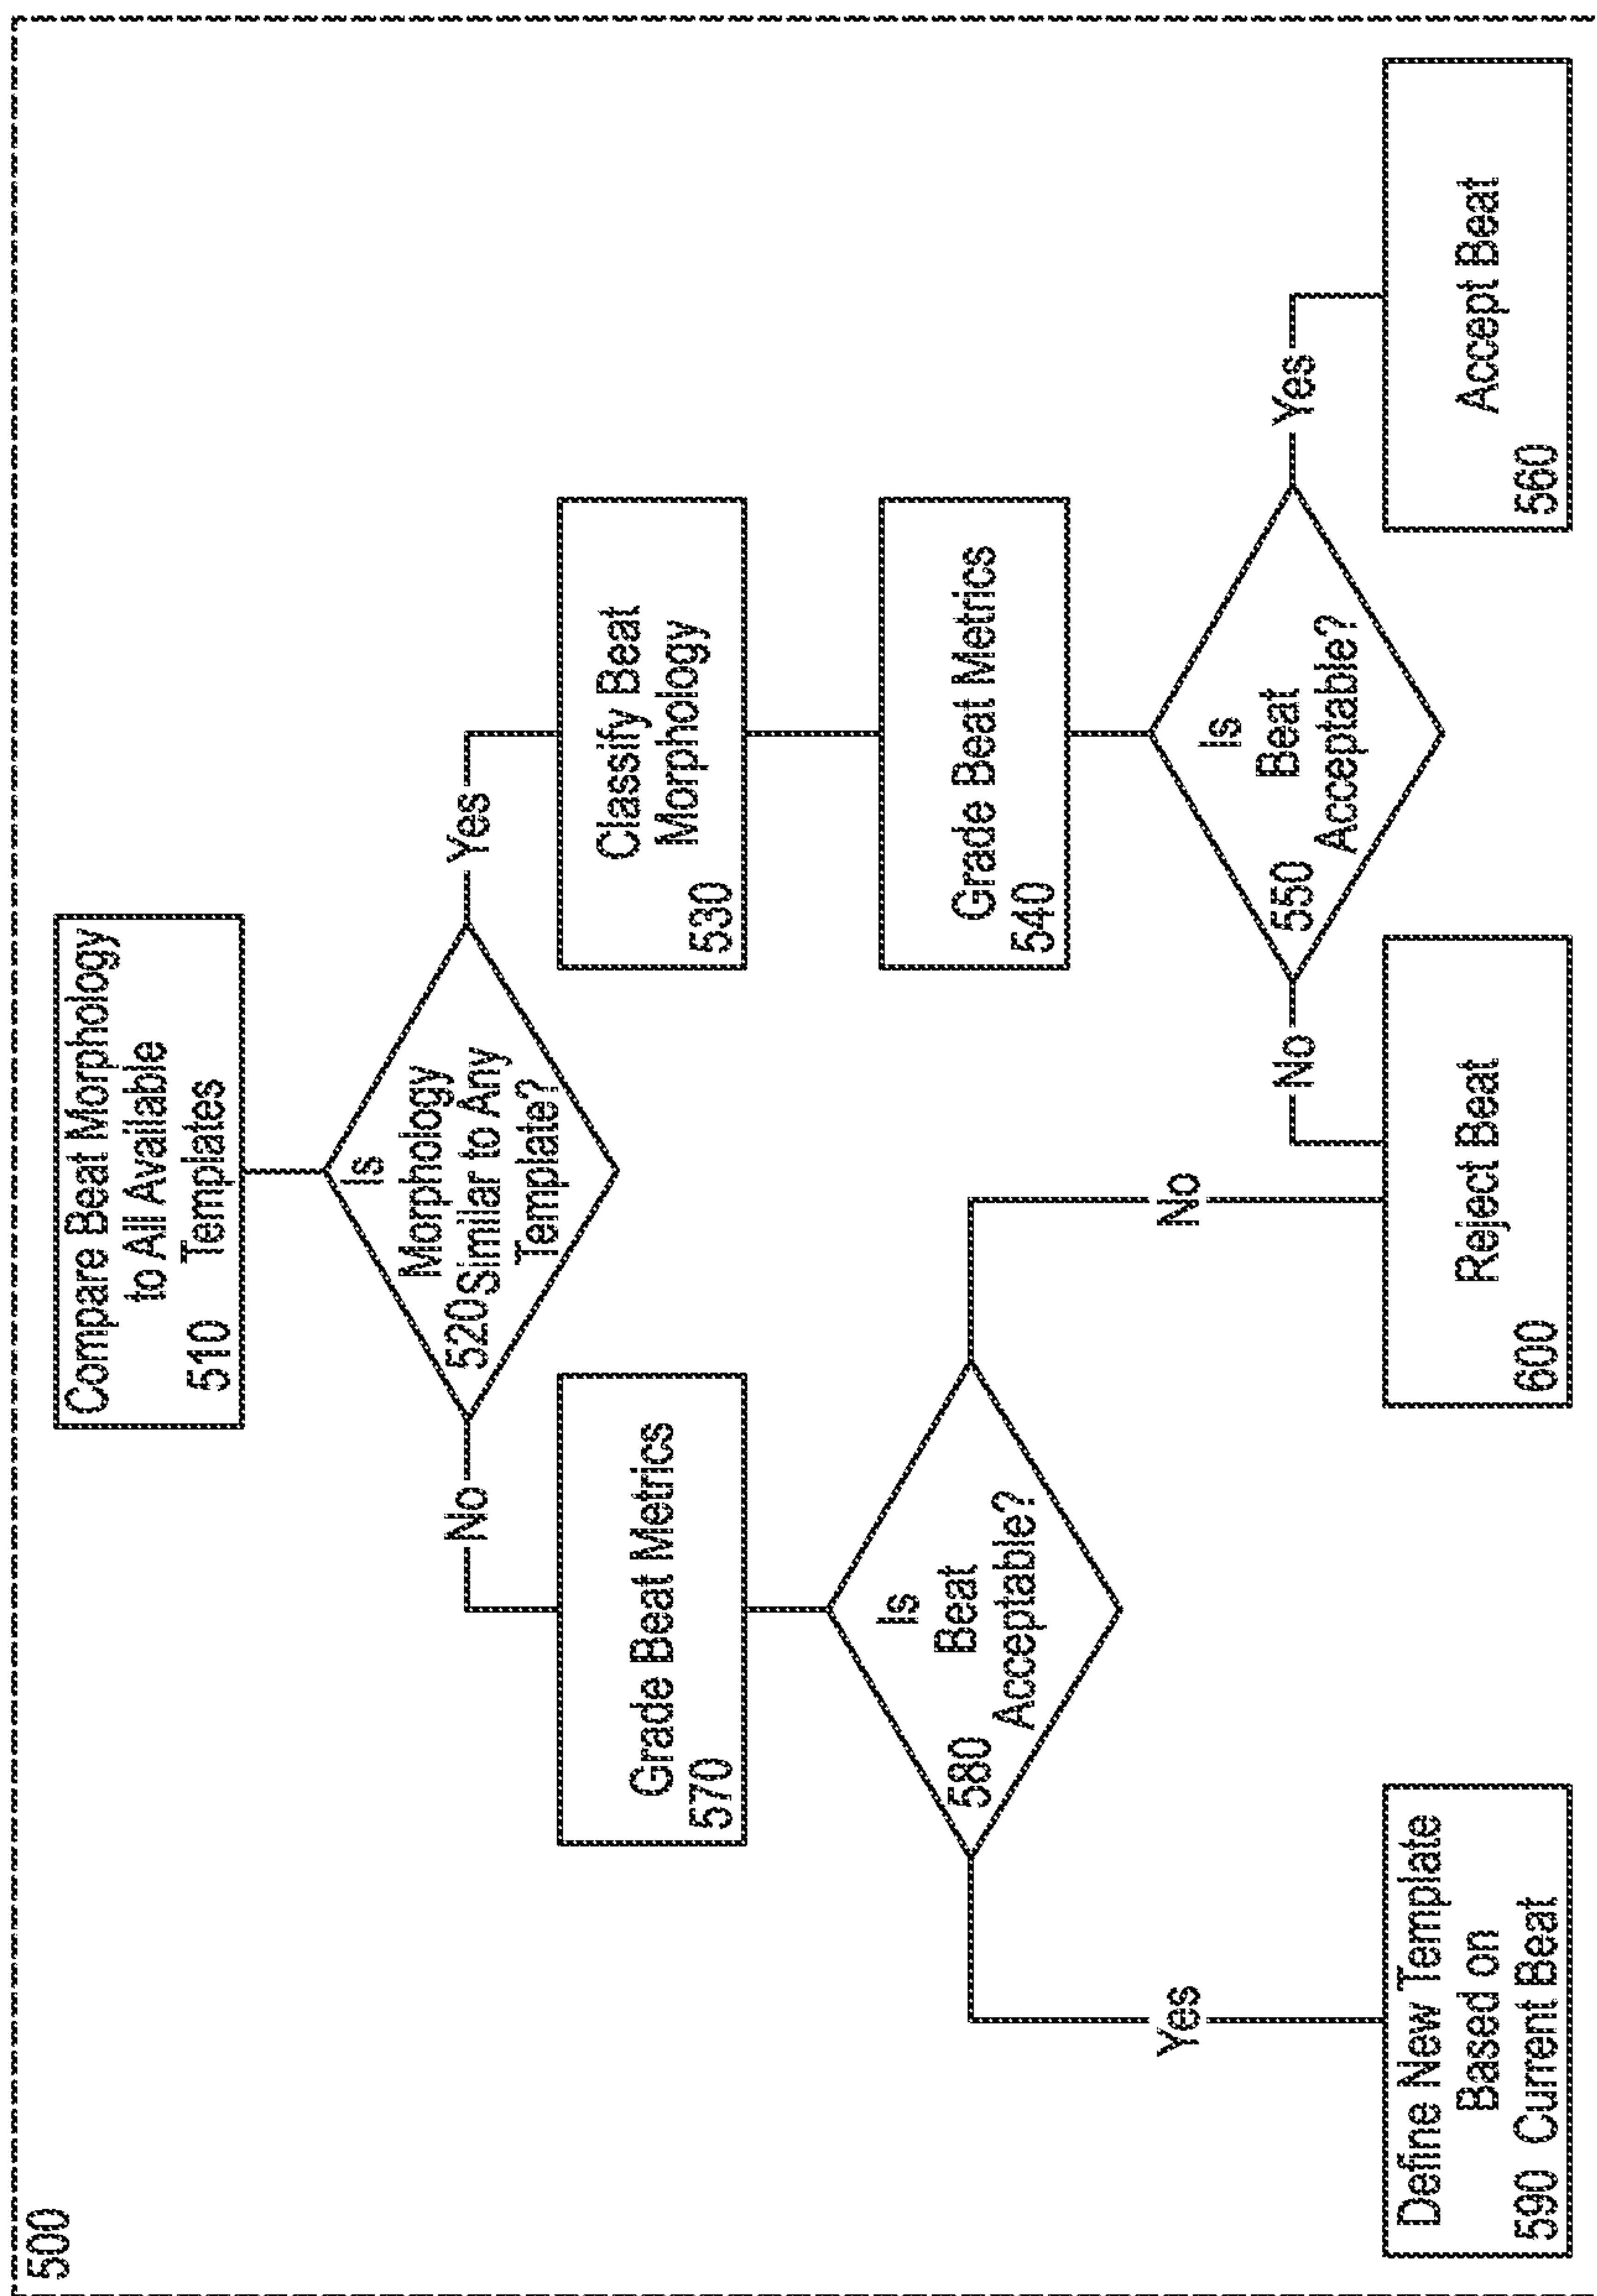 500
Compare Beat Morphology
to All Available
510 Templates
Is
Morphology
520 Similar to Any
Template?
No
Yes
Grade Beat Metrics
570
Classify Beat
Morphology
530
Is
Beat
580 Acceptable?
Grade Beat Metrics
540
Is
Beat
550 Acceptable?
Yes
No
No
Yes
Define New Template
Based on
590 Current Beat
Reject Beat
600
Accept Beat
560